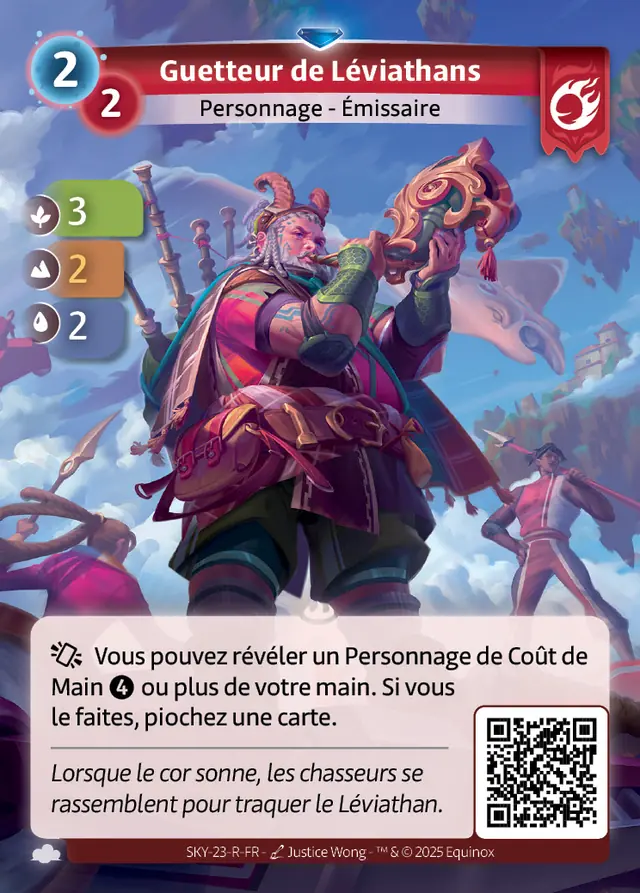 2
2
Guetteur de Léviathans
Personnage - Émissaire
3
2
2
Vous pouvez révéler un Personnage de Coût de
Main 4 ou plus de votre main. Si vous
le faites, piochez une carte.
Lorsque le cor sonne, les chasseurs se
rassemblent pour traquer le Léviathan.
SKY-23-R-FR - Justice Wong - ™ & © 2025 Equinox